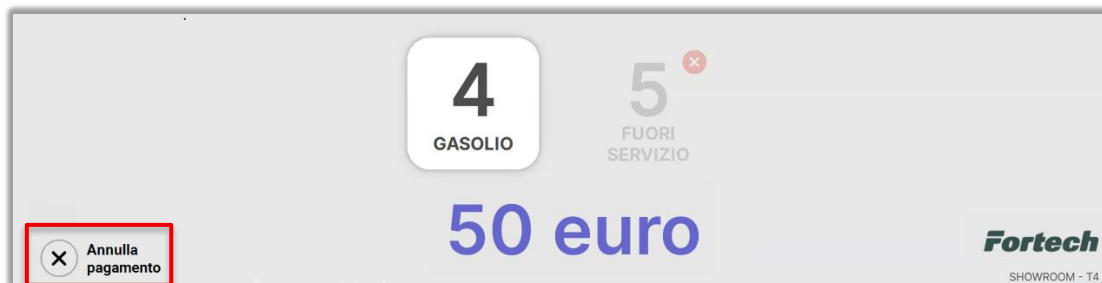 4
GASOLIO
5
FUORI
SERVIZIO
50 euro
Annulla
pagamento
Fortech
SHOWROOM - T4